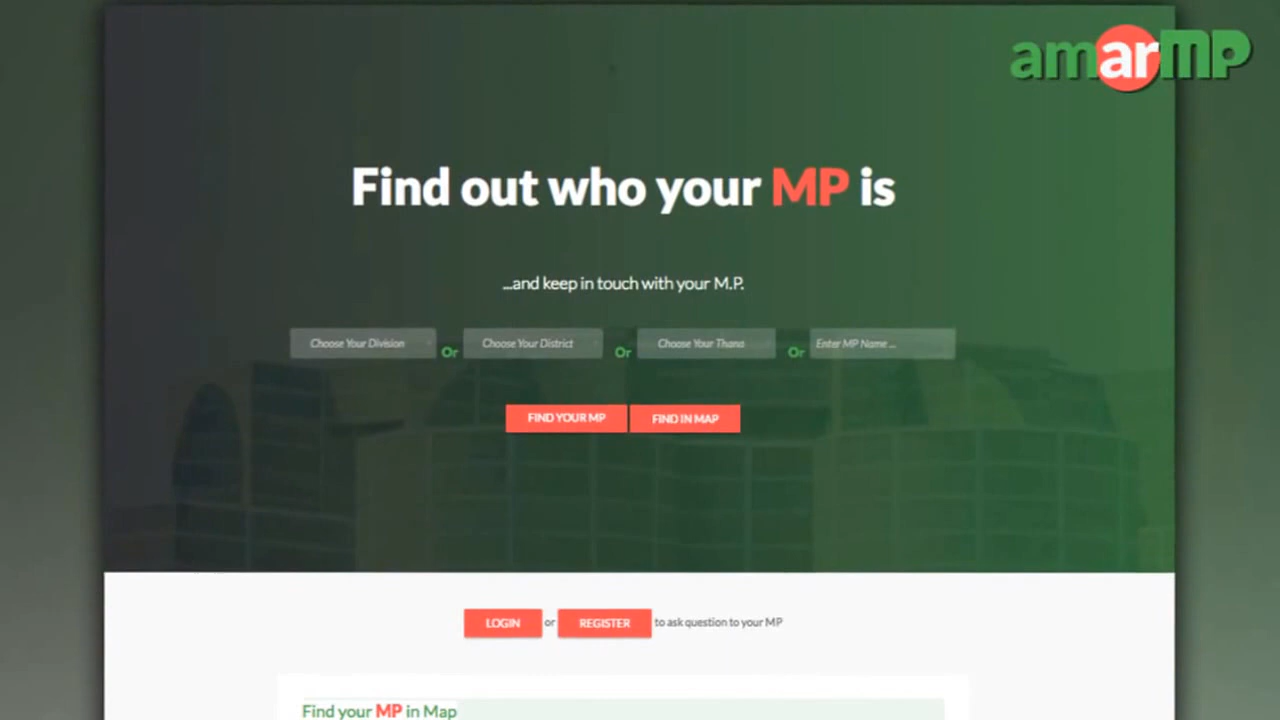 amarMP
Find out who your MP is
...and keep in touch with your M.P.
Choose Your Division Or Choose Your District Or Choose Your Thana Or Enter MP Name ...
FIND YOUR MP FIND IN MAP
LOGIN or REGISTER to ask question to your MP
Find your MP in Map